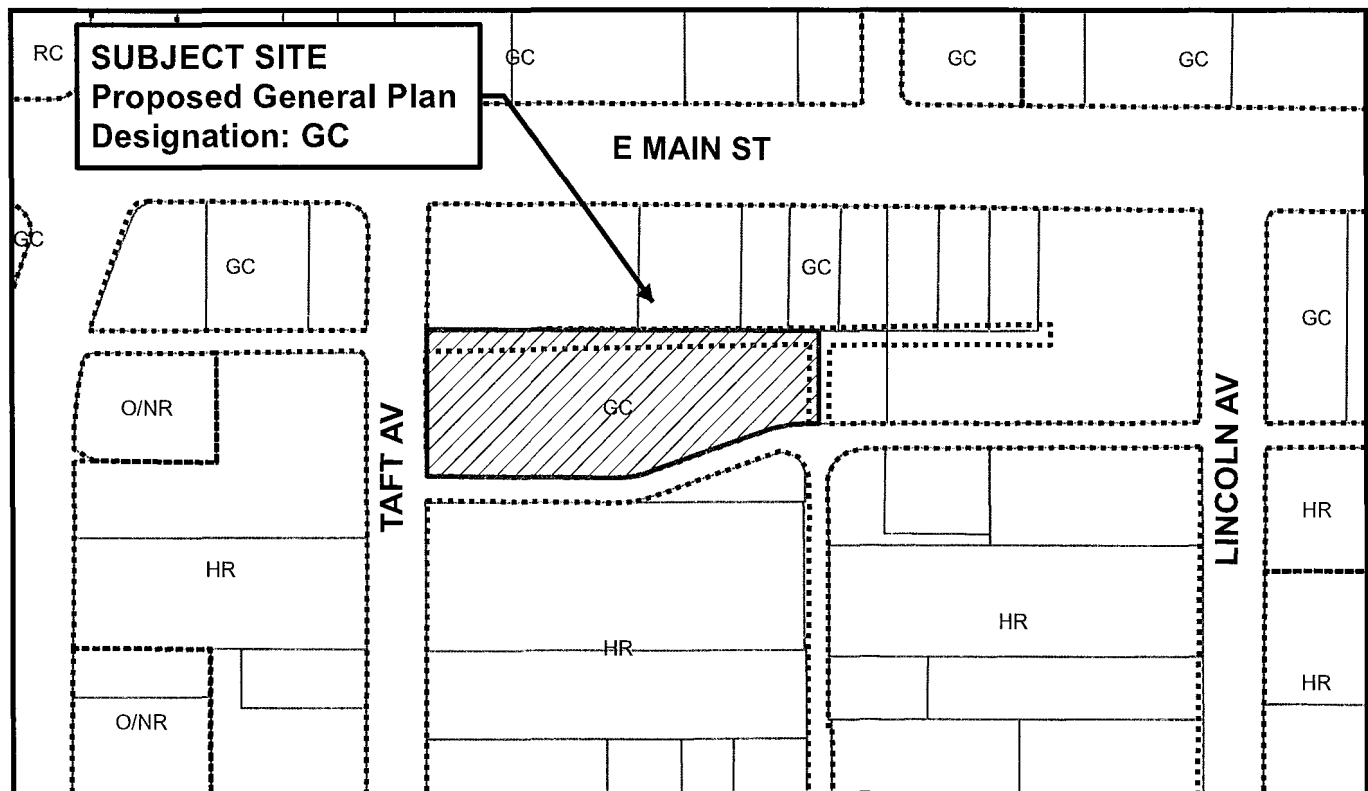 RC
SUBJECT SITE
Proposed General Plan
Designation: GC
GC
GC
GC
E MAIN ST
GC
GC
GC
GC
O/NR
GC
TAFT AV
LINCOLN AV
HR
HR
HR
HR
HR
O/NR